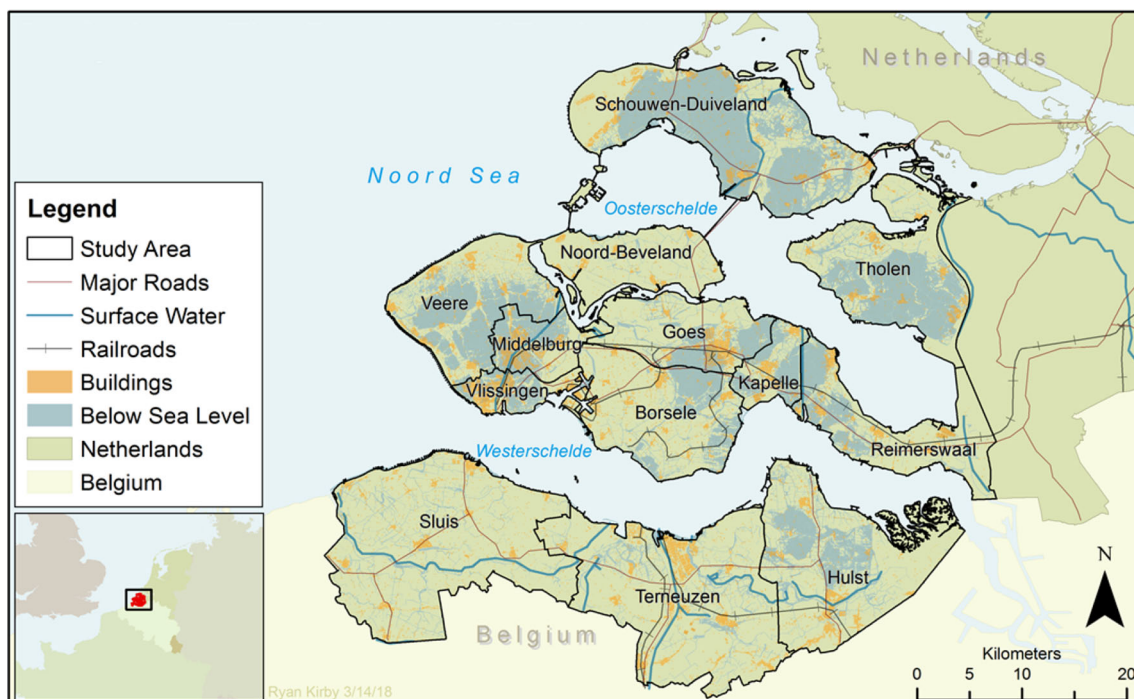 Netherlands
Schouwen-Duiveland
Noord Sea
Oosterschelde
Noord-Beveland
Tholen
Veere
Goes
Middelburg
Kapelle
Vlissingen
Borsele
Reimerswaal
Westerschelde
Sluis
Hulst
Terneuzen
Belgium
Legend
Study Area
Major Roads
Surface Water
Railroads
Buildings
Below Sea Level
Netherlands
Belgium
N
Kilometers
0 5 10 20
Ryan Kirby 3/14/18